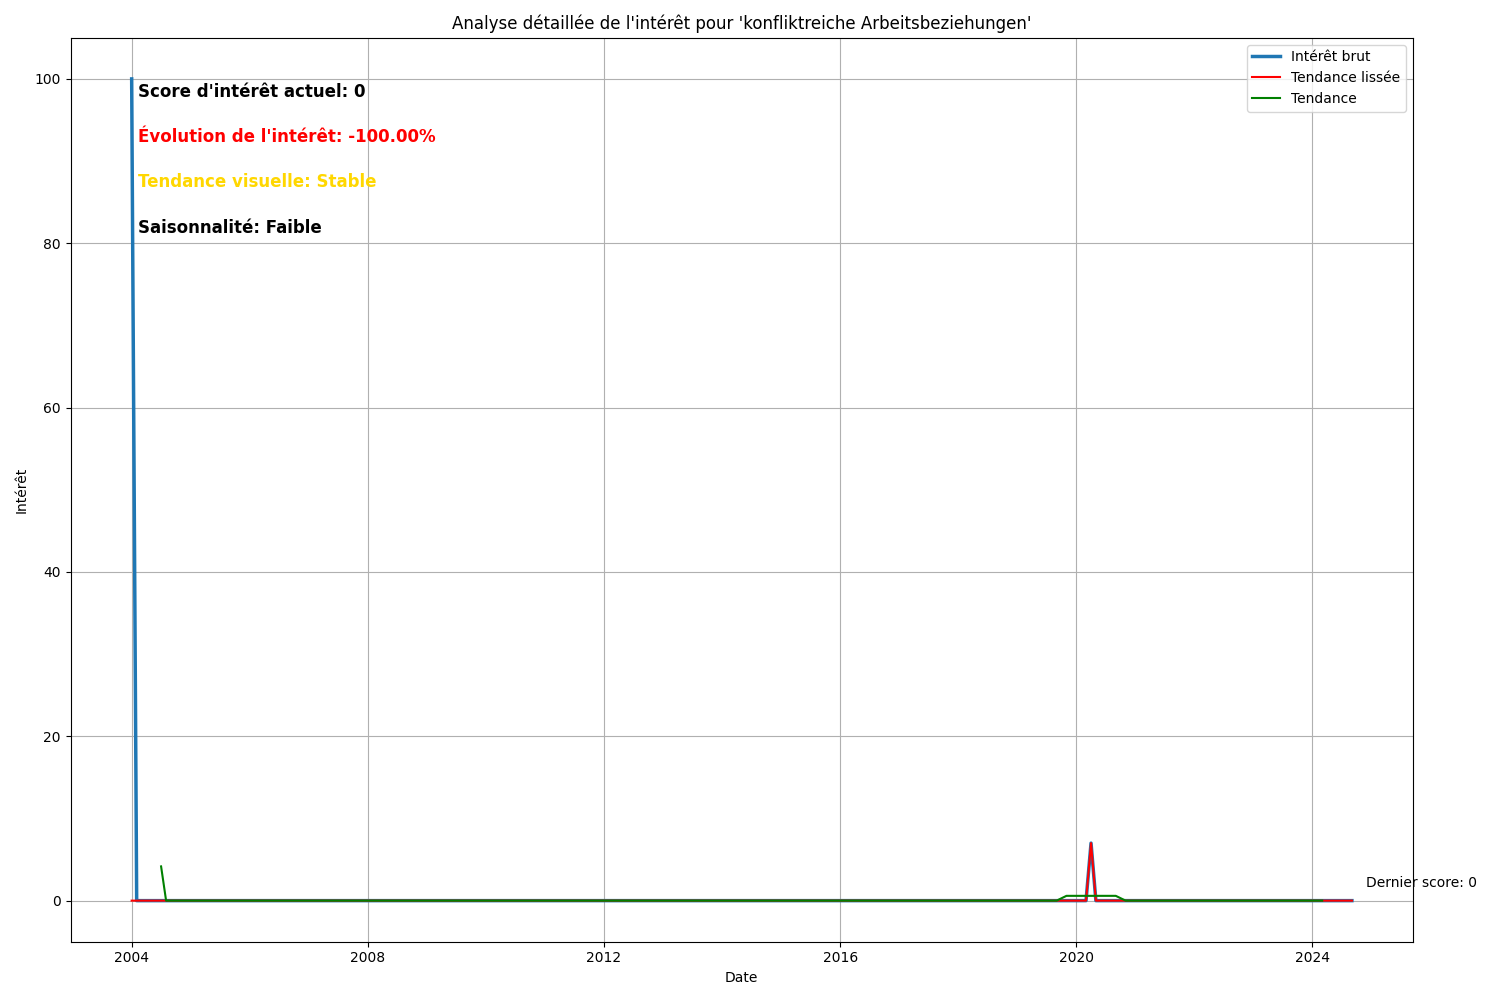 Analyse détaillée de l'intérêt pour 'konfliktreiche Arbeitsbeziehungen'
Intérêt brut
Tendance lissée
Tendance
Score d'intérêt actuel: 0
Évolution de l'intérêt: -100.00%
Tendance visuelle: Stable
Saisonnalité: Faible
100
80
60
40
20
0
Intérêt
Dernier score: 0
2004
2008
2012
2016
2020
2024
Date